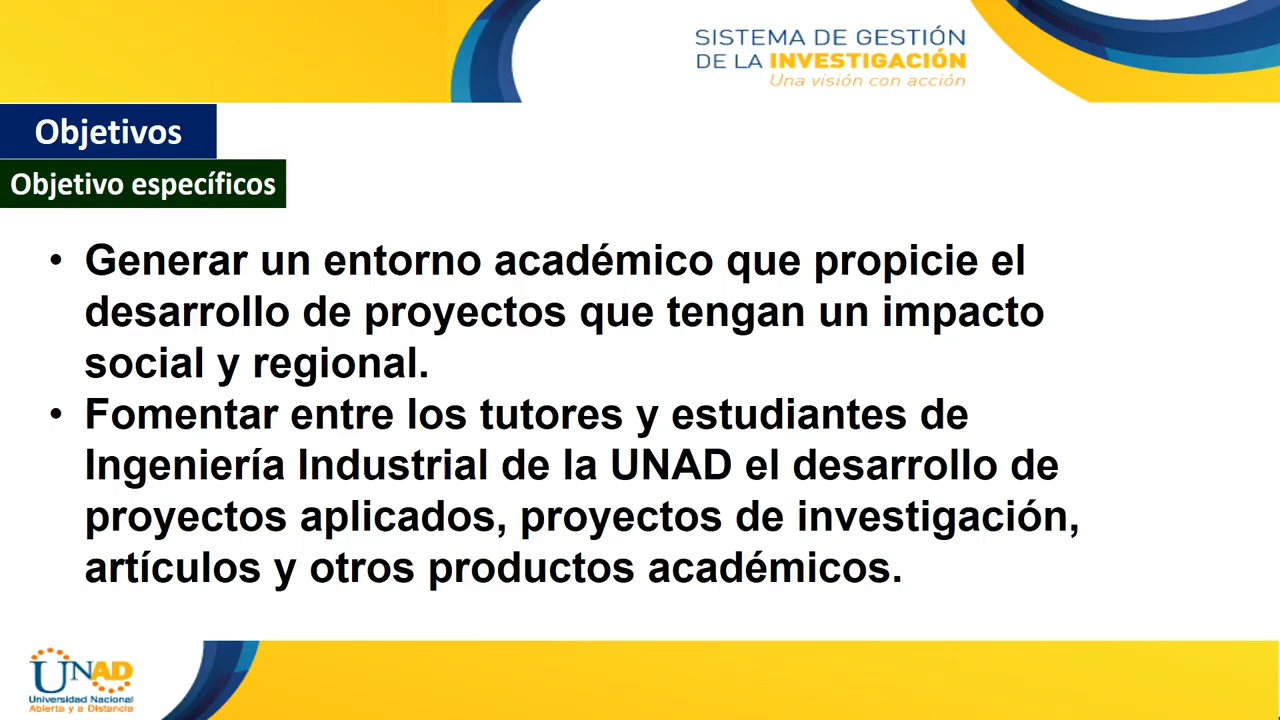 SISTEMA DE GESTIÓN
DE LA INVESTIGACIÓN
Una visión con acción
Objetivos
Objetivo específicos
• Generar un entorno académico que propicie el
desarrollo de proyectos que tengan un impacto
social y regional.
• Fomentar entre los tutores y estudiantes de
Ingeniería Industrial de la UNAD el desarrollo de
proyectos aplicados, proyectos de investigación,
artículos y otros productos académicos.
UNAD
Universidad Nacional
Abierta y a Distancia